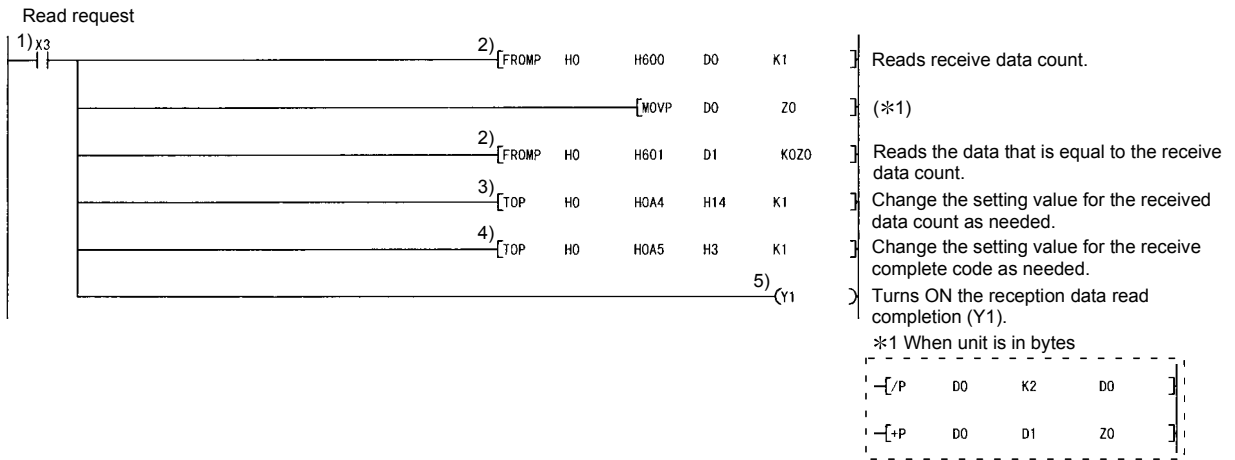 Read request
1) X3
2) FROMP H0 H600 D0 K1 Reads receive data count.
MOVP D0 Z0 (*1)
2) FROMP H0 H601 D1 K0Z0 Reads the data that is equal to the receive
data count.
3) TOP H0 H0A4 H14 K1 Change the setting value for the received
data count as needed.
4) TOP H0 H0A5 H3 K1 Change the setting value for the receive
complete code as needed.
5) Y1 Turns ON the reception data read
completion (Y1).
*1 When unit is in bytes
/P D0 K2 D0
+P D0 D1 Z0